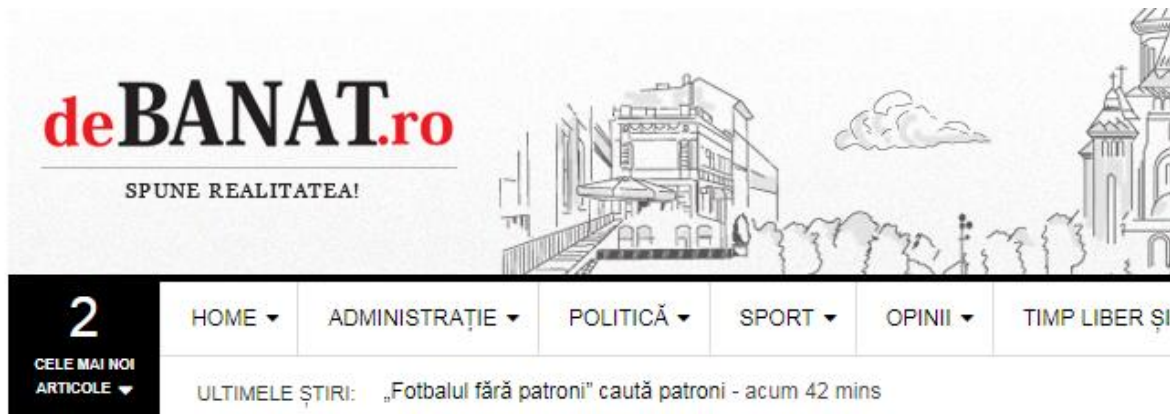 deBANAT.ro
SPUNE REALITATEA!
2
CELE MAI NOI
ARTICOLE
HOME
ADMINISTRAȚIE
POLITICĂ
SPORT
OPINII
TIMP LIBER ȘI
ULTIMELE ȘTIRI: „Fotbalul fără patroni” caută patroni - acum 42 mins